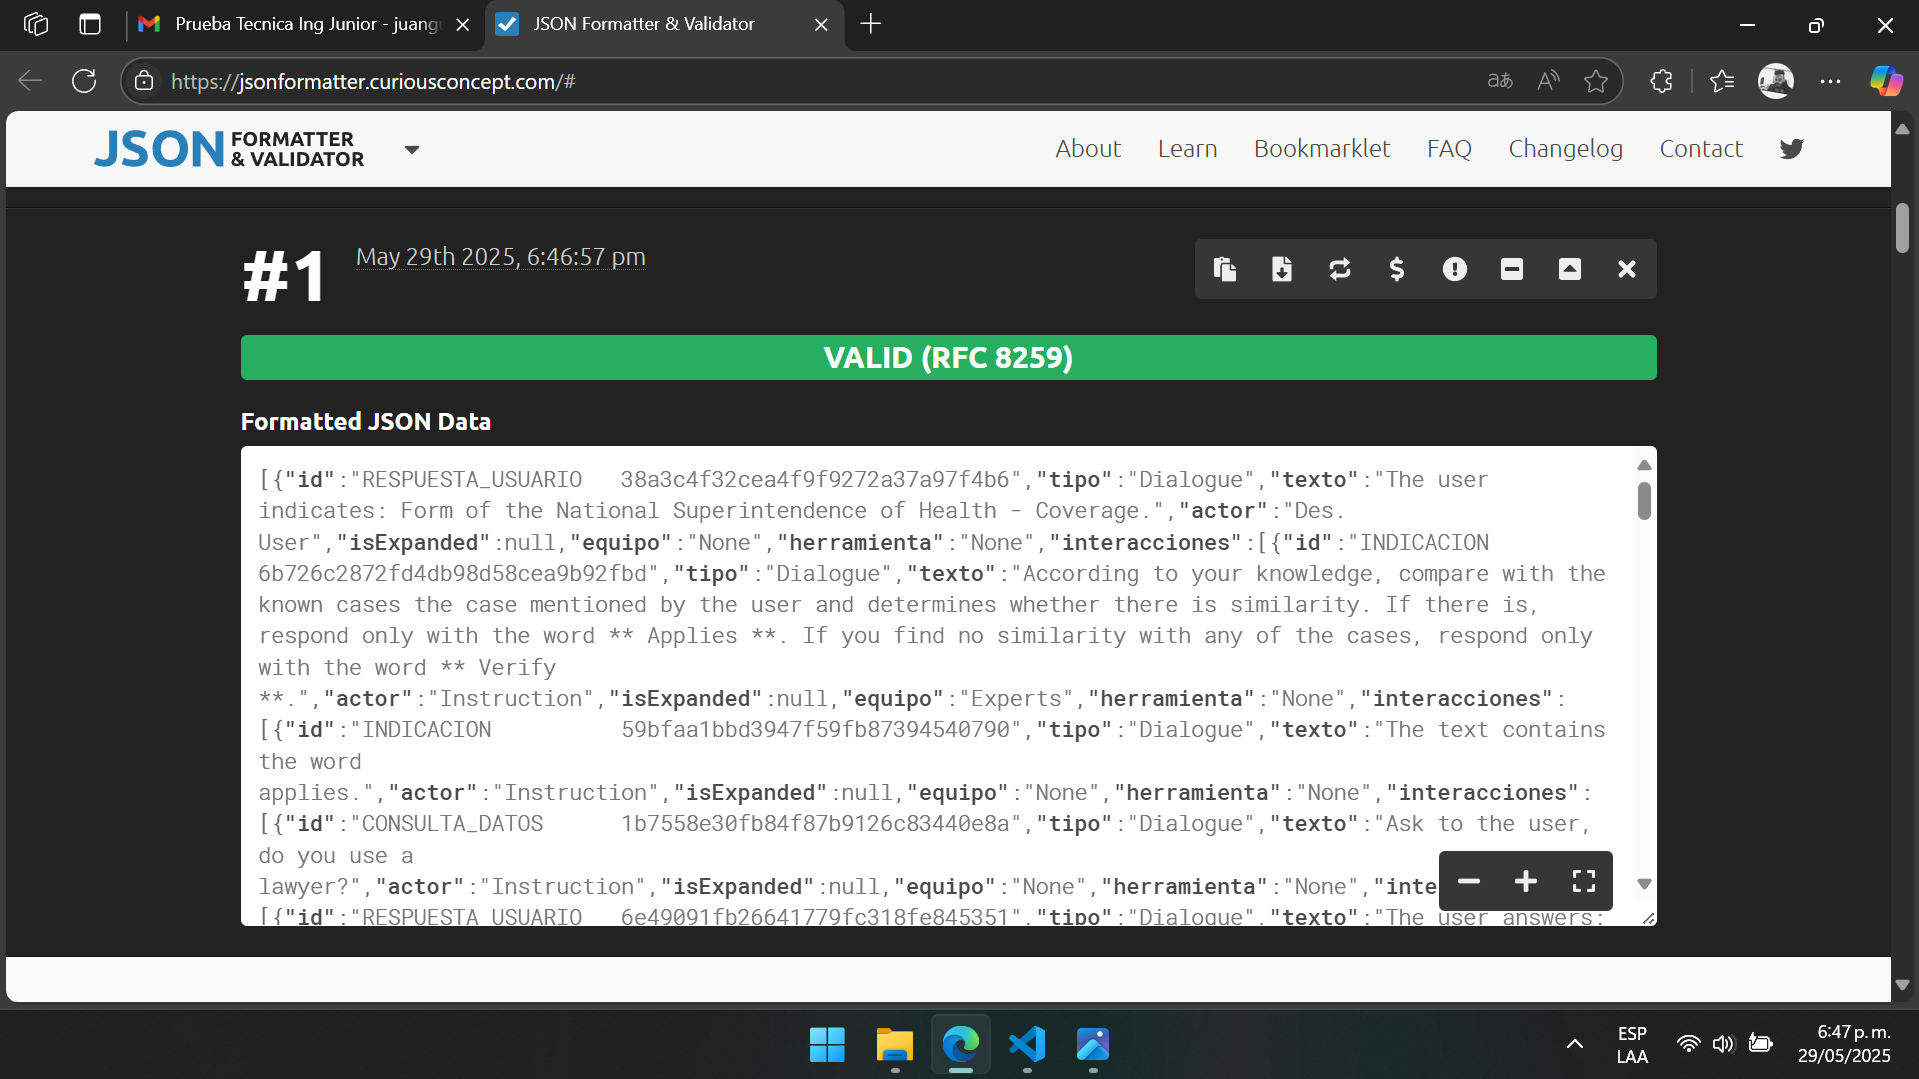 Prueba Tecnica Ing Junior - juangu
JSON Formatter & Validator
https://jsonformatter.curiousconcept.com/#
JSON FORMATTER & VALIDATOR
About Learn Bookmarklet FAQ Changelog Contact
#1
May 29th 2025, 6:46:57 pm
VALID (RFC 8259)
Formatted JSON Data
[{"id":"RESPUESTA_USUARIO   38a3c4f32cea4f9f9272a37a97f4b6","tipo":"Dialogue","texto":"The user
indicates: Form of the National Superintendence of Health - Coverage.","actor":"Des.
User","isExpanded":null,"equipo":"None","herramienta":"None","interacciones":[{"id":"INDICACION
6b726c2872fd4db98d58cea9b92fbd","tipo":"Dialogue","texto":"According to your knowledge, compare with the
known cases the case mentioned by the user and determines whether there is similarity. If there is,
respond only with the word ** Applies **. If you find no similarity with any of the cases, respond only
with the word ** Verify
**.","actor":"Instruction","isExpanded":null,"equipo":"Experts","herramienta":"None","interacciones":
[{"id":"INDICACION          59bfaa1bbd3947f59fb87394540790","tipo":"Dialogue","texto":"The text contains
the word
applies.","actor":"Instruction","isExpanded":null,"equipo":"None","herramienta":"None","interacciones":
[{"id":"CONSULTA_DATOS      1b7558e30fb84f87b9126c83440e8a","tipo":"Dialogue","texto":"Ask to the user,
do you use a
lawyer?","actor":"Instruction","isExpanded":null,"equipo":"None","herramienta":"None","inte
[{"id":"RESPUESTA_USUARIO   6e49091fb26641779fc318fe845351","tipo":"Dialogue","texto":"The user answers:
ESP
LAA
6:47 p. m.
29/05/2025